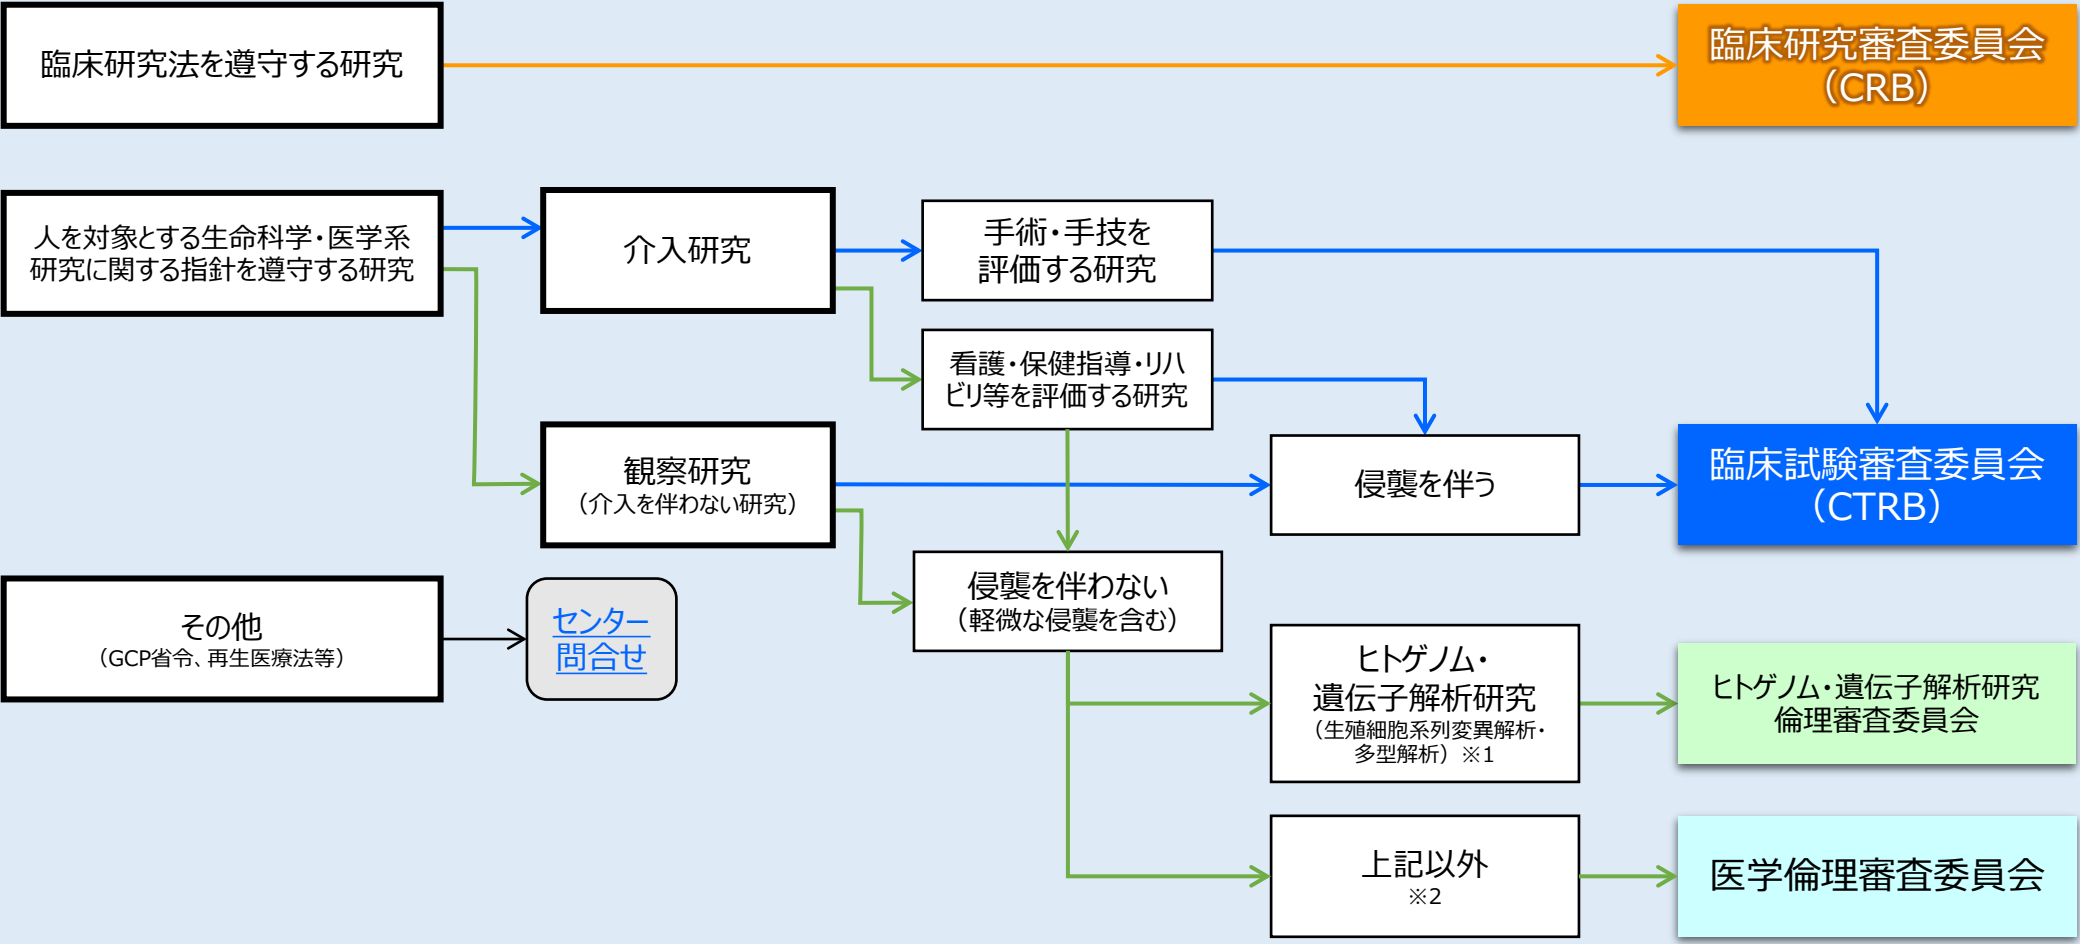 臨床研究法を遵守する研究
臨床研究審査委員会
（CRB）
人を対象とする生命科学・医学系
研究に関する指針を遵守する研究
介入研究
手術・手技を
評価する研究
看護・保健指導・リハ
ビリ等を評価する研究
観察研究
（介入を伴わない研究）
侵襲を伴う
臨床試験審査委員会
（CTRB）
侵襲を伴わない
（軽微な侵襲を含む）
その他
（GCP省令、再生医療法等）
センター
問合せ
ヒトゲノム・
遺伝子解析研究
（生殖細胞系列変異解析・
多型解析）※1
ヒトゲノム・遺伝子解析研究
倫理審査委員会
上記以外
※2
医学倫理審査委員会